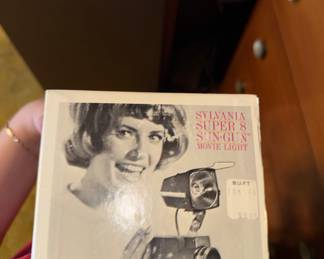 SYLVANIA
SUPER 8
"SUN-GUN"
MOVIE LIGHT